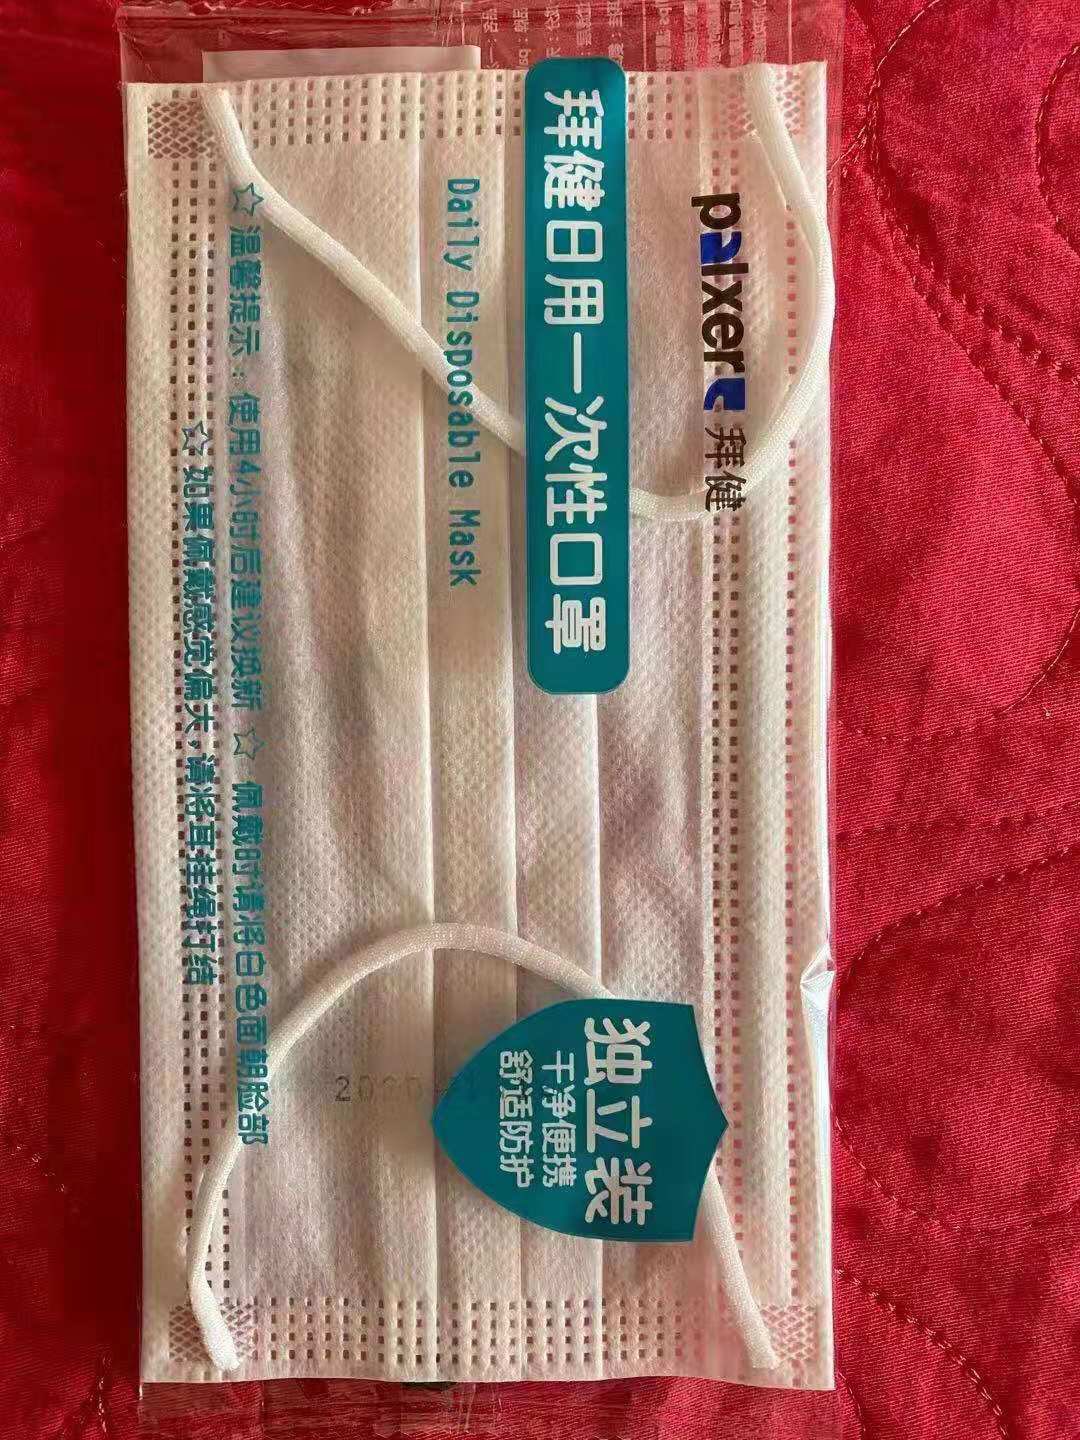 palxer 拜健
拜健日用一次性口罩
Daily Disposable Mask
独立装
干净便携
舒适防护
☆ 温馨提示：使用4小时后建议换新 ☆ 佩戴时请将白色面朝脸部
☆ 如果佩戴感觉偏大，请将耳挂绳打结